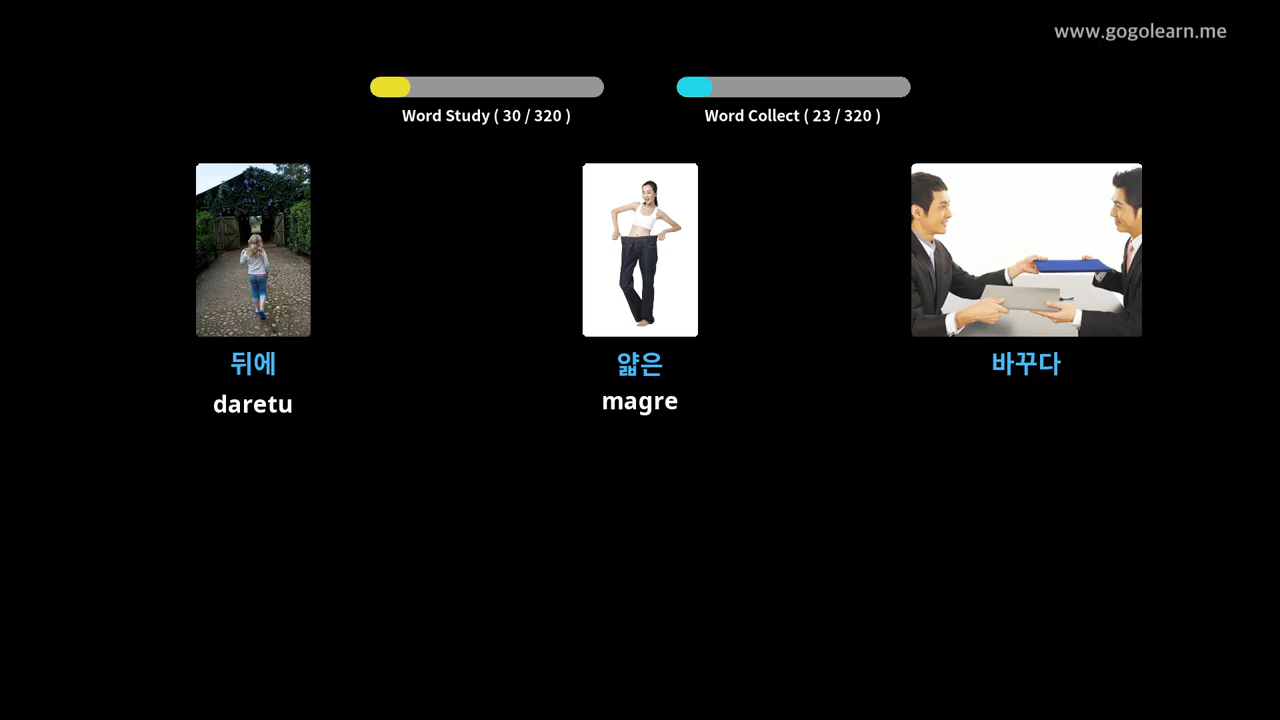 www.gogolearn.me
Word Study ( 30 / 320 )
Word Collect ( 23 / 320 )
뒤에
얇은
바꾸다
daretu
magre